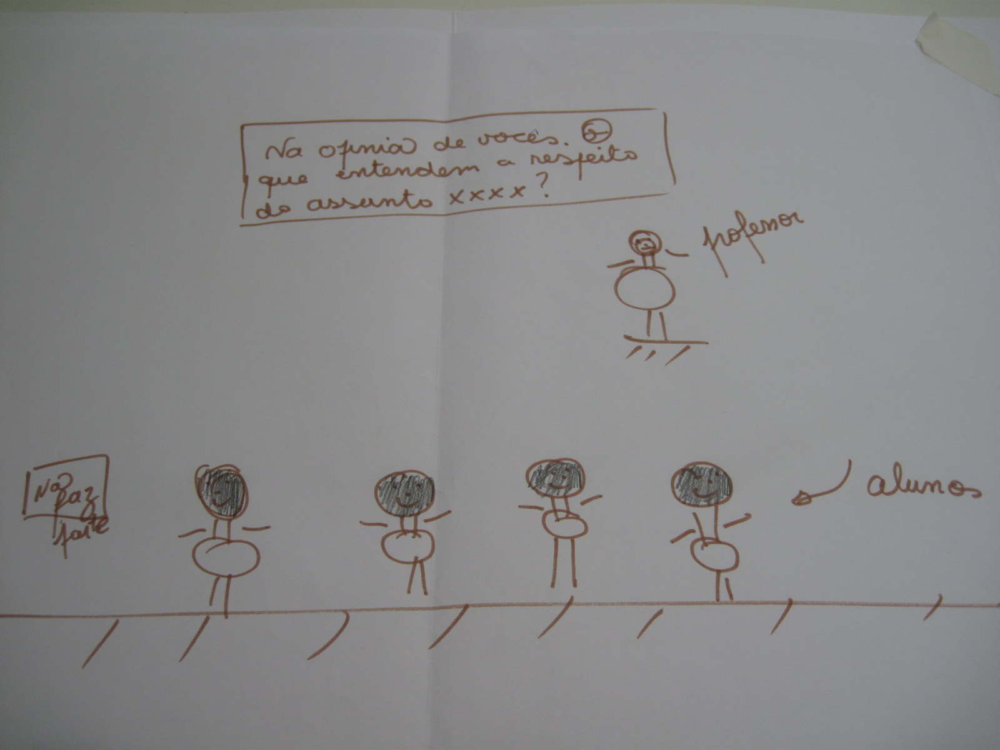 Na opinião de vocês. O
que entendem a respeito
do assunto xxxx?
professor
Não
faz
parte
alunos